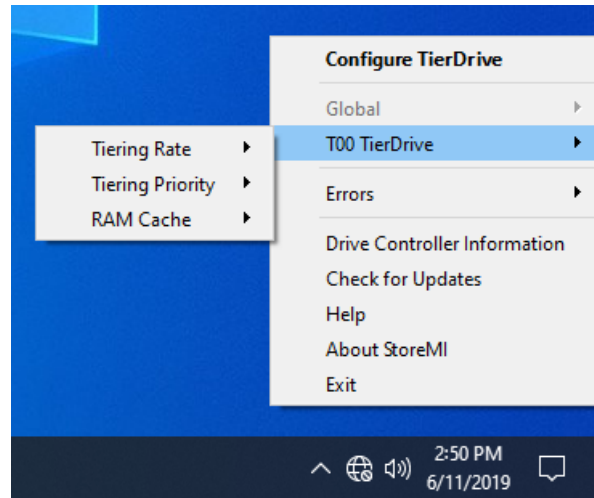 Configure TierDrive
Global
T00 TierDrive
Tiering Rate
Tiering Priority
RAM Cache
Errors
Drive Controller Information
Check for Updates
Help
About StoreMI
Exit
2:50 PM
6/11/2019